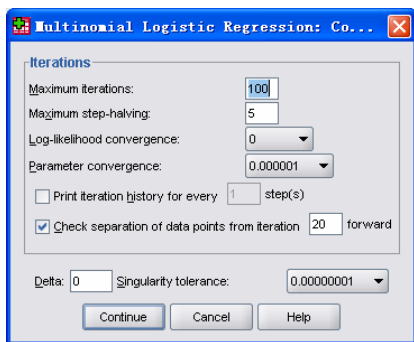 Multinomial Logistic Regression: Co...
Iterations
Maximum iterations: 100
Maximum step-halving: 5
Log-likelihood convergence: 0
Parameter convergence: 0.000001
Print iteration history for every 1 step(s)
Check separation of data points from iteration 20 forward
Delta: 0 Singularity tolerance: 0.00000001
Continue Cancel Help